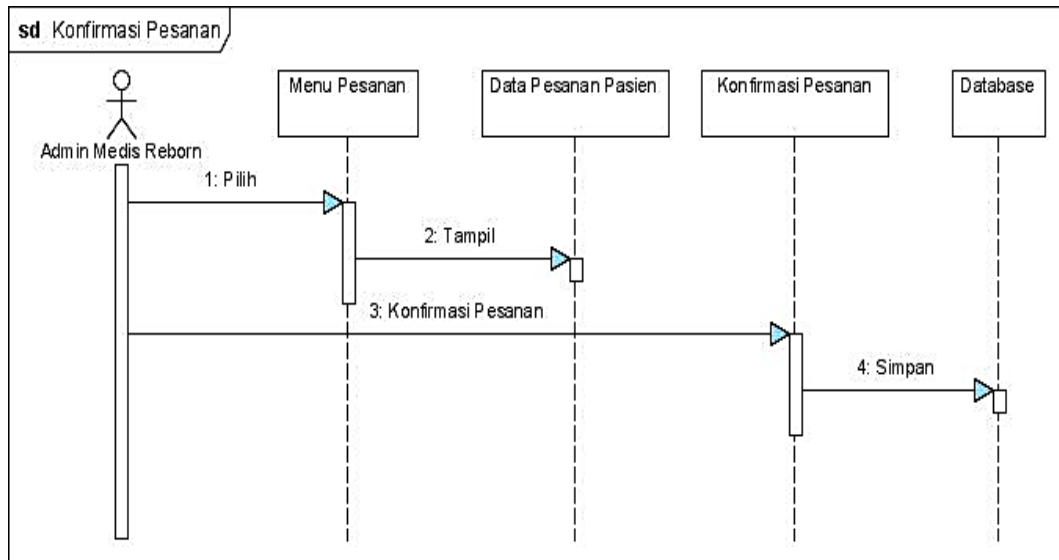 sd Konfirmasi Pesanan
Menu Pesanan
Data Pesanan Pasien
Konfirmasi Pesanan
Database
Admin Medis Reborn
1: Pilih
2: Tampil
3: Konfirmasi Pesanan
4: Simpan